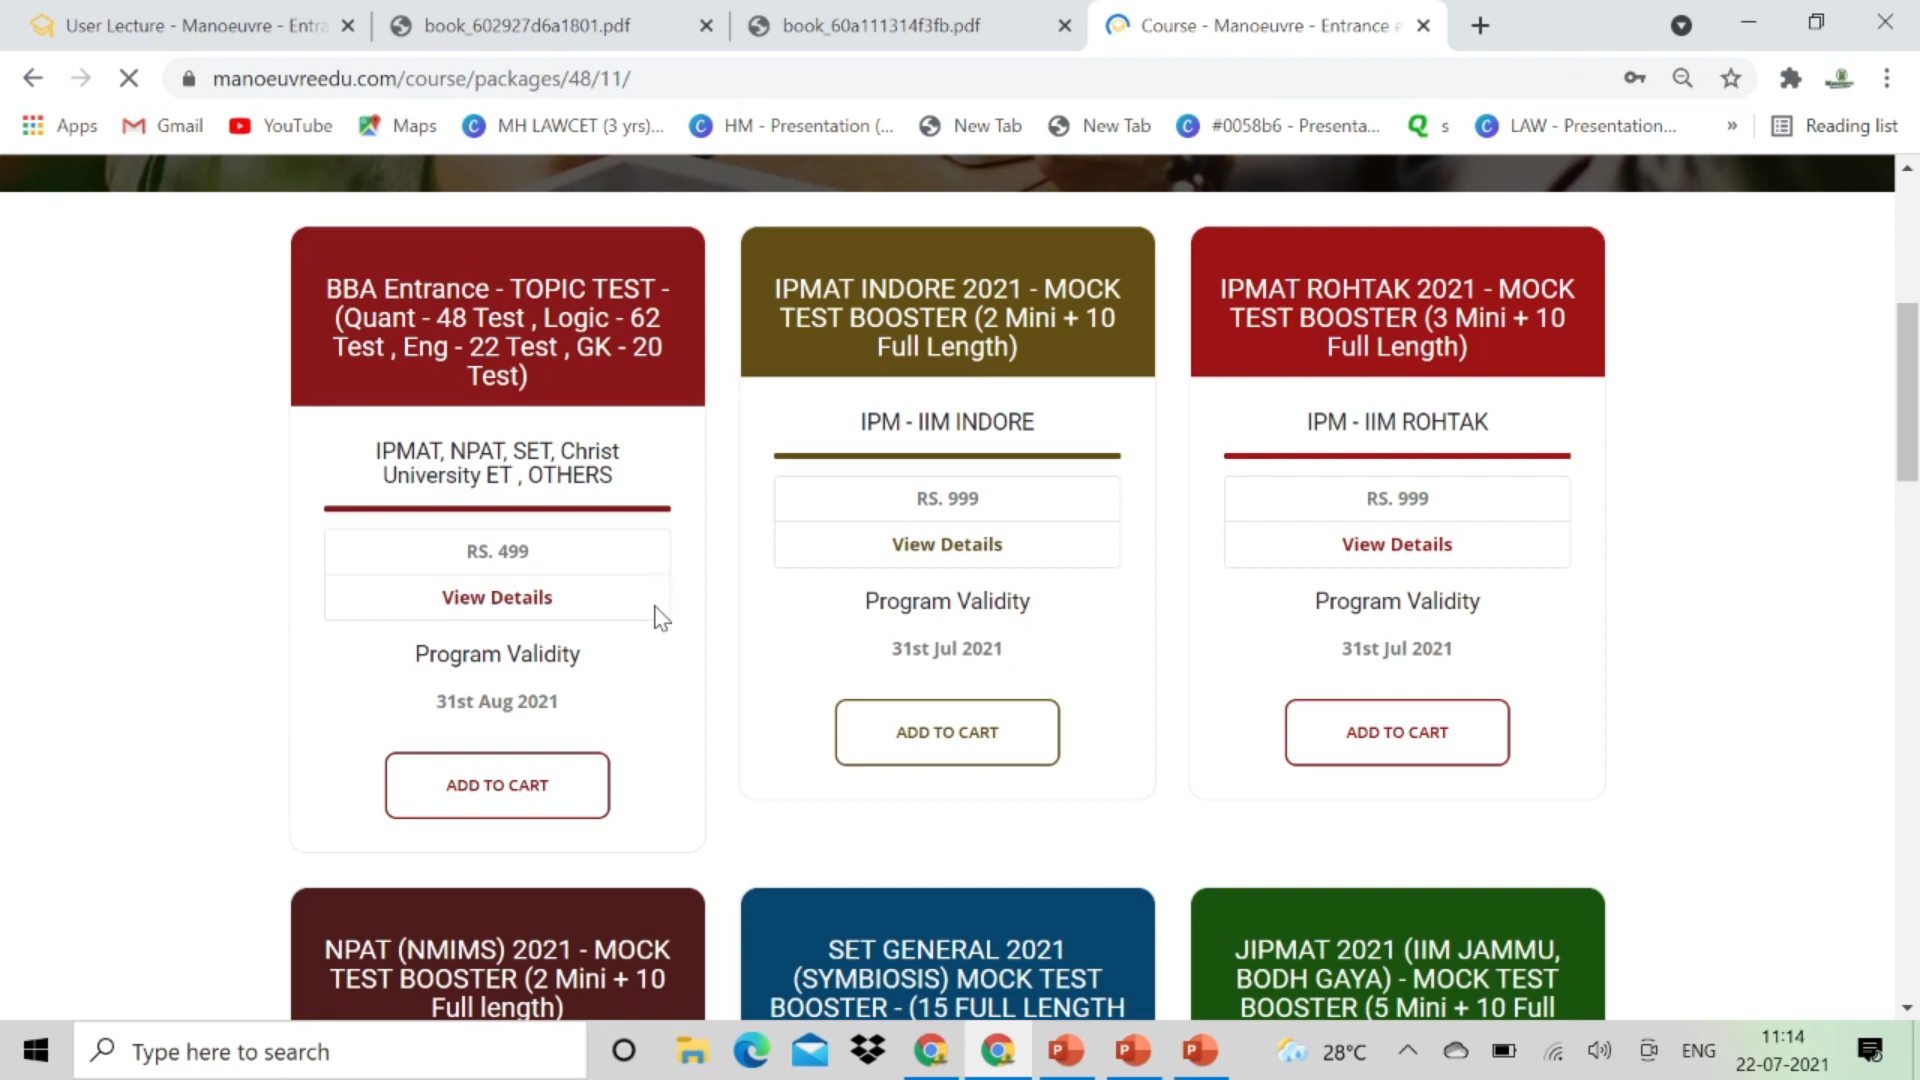 User Lecture - Manoeuvre - Entra
book_602927d6a1801.pdf
book_60a111314f3fb.pdf
Course - Manoeuvre - Entrance e
manoeuvreedu.com/course/packages/48/11/
Apps
Gmail
YouTube
Maps
MH LAWCET (3 yrs)...
HM - Presentation (...
New Tab
New Tab
#0058b6 - Presenta...
s
LAW - Presentation...
»
Reading list
BBA Entrance - TOPIC TEST -
(Quant - 48 Test , Logic - 62
Test , Eng - 22 Test , GK - 20
Test)
IPMAT, NPAT, SET, Christ
University ET , OTHERS
RS. 499
View Details
Program Validity
31st Aug 2021
ADD TO CART
IPMAT INDORE 2021 - MOCK
TEST BOOSTER (2 Mini + 10
Full Length)
IPM - IIM INDORE
RS. 999
View Details
Program Validity
31st Jul 2021
ADD TO CART
IPMAT ROHTAK 2021 - MOCK
TEST BOOSTER (3 Mini + 10
Full Length)
IPM - IIM ROHTAK
RS. 999
View Details
Program Validity
31st Jul 2021
ADD TO CART
NPAT (NMIMS) 2021 - MOCK
TEST BOOSTER (2 Mini + 10
Full length)
SET GENERAL 2021
(SYMBIOSIS) MOCK TEST
BOOSTER - (15 FULL LENGTH
JIPMAT 2021 (IIM JAMMU,
BODH GAYA) - MOCK TEST
BOOSTER (5 Mini + 10 Full
Type here to search
28°C
ENG
11:14
22-07-2021